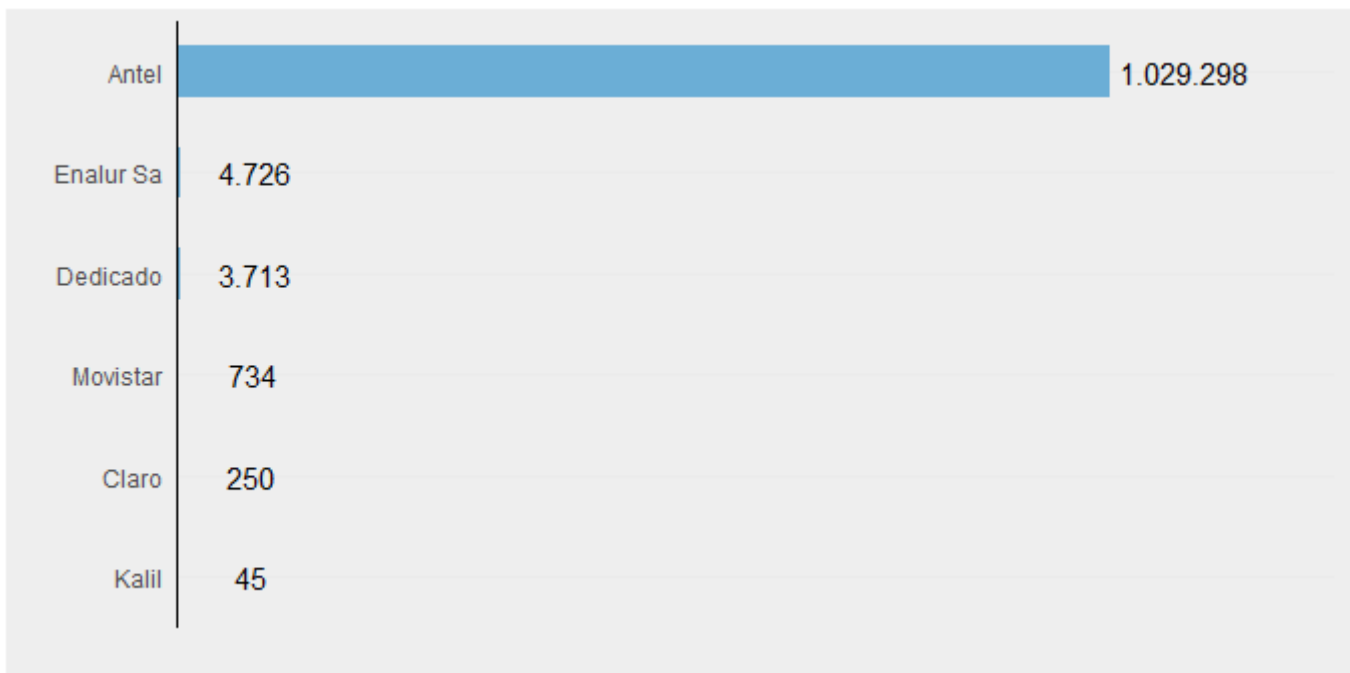 Antel 1.029.298
Enalur Sa 4.726
Dedicado 3.713
Movistar 734
Claro 250
Kalil 45